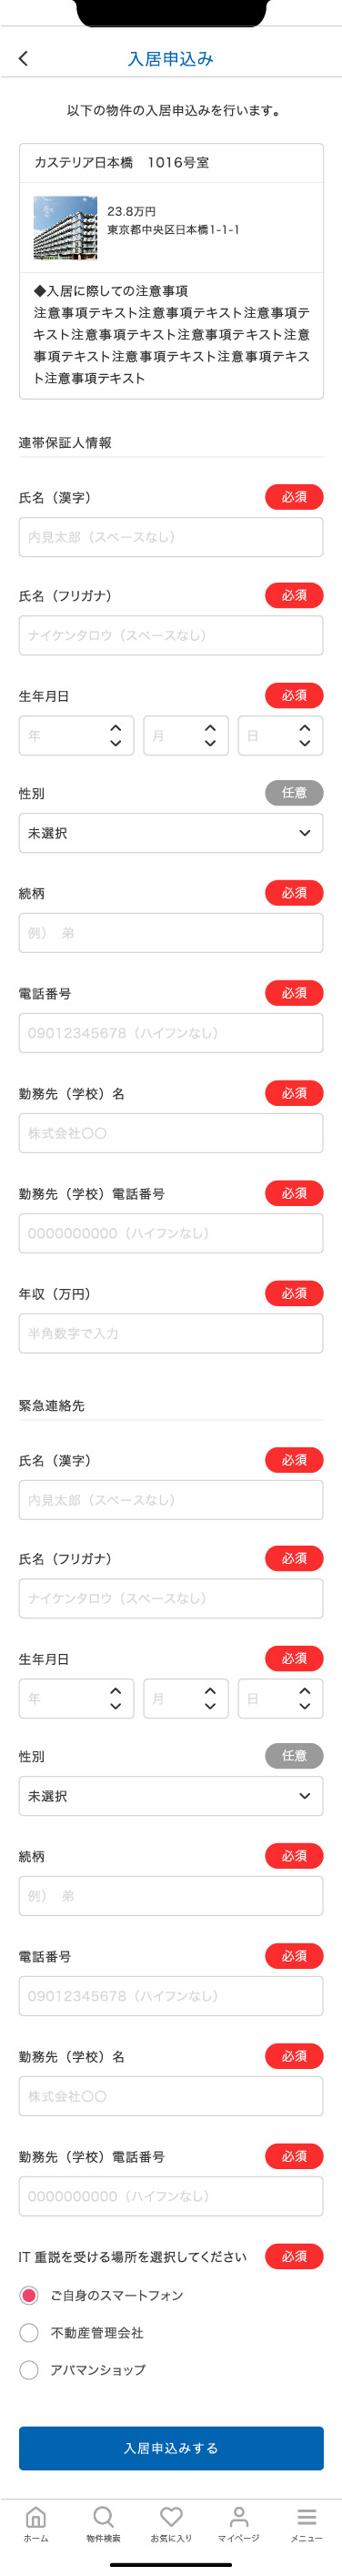 入居申込み
以下の物件の入居申込みを行います。
カステリア日本橋　1016号室
23.8万円
東京都中央区日本橋1-1-1
◆入居に際しての注意事項
注意事項テキスト注意事項テキスト注意事項テ
キスト注意事項テキスト注意事項テキスト注意
事項テキスト注意事項テキスト注意事項テキス
ト注意事項テキスト
連帯保証人情報
氏名（漢字） 必須
内見太郎（スペースなし）
氏名（フリガナ） 必須
ナイケンタロウ（スペースなし）
生年月日 必須
年 月 日
性別 任意
未選択
続柄 必須
例）　弟
電話番号 必須
09012345678（ハイフンなし）
勤務先（学校）名 必須
株式会社〇〇
勤務先（学校）電話番号 必須
0000000000（ハイフンなし）
年収（万円） 必須
半角数字で入力
緊急連絡先
氏名（漢字） 必須
内見太郎（スペースなし）
氏名（フリガナ） 必須
ナイケンタロウ（スペースなし）
生年月日 必須
年 月 日
性別 任意
未選択
続柄 必須
例）　弟
電話番号 必須
09012345678（ハイフンなし）
勤務先（学校）名 必須
株式会社〇〇
勤務先（学校）電話番号 必須
0000000000（ハイフンなし）
IT 重説を受ける場所を選択してください 必須
ご自身のスマートフォン
不動産管理会社
アパマンショップ
入居申込みする
ホーム 物件検索 お気に入り マイページ メニュー